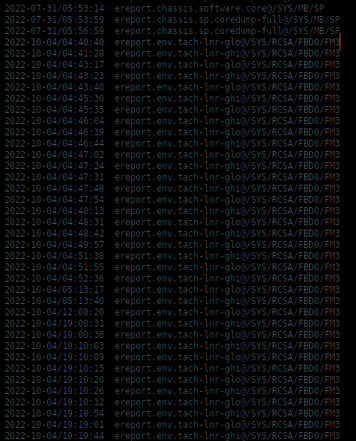 2022-07-31/05:53:14 ereport.chassis.software.core@/SYS/MB/SP
2022-07-31/05:53:59 ereport.chassis.sp.coredump-full@/SYS/MB/SP
2022-07-31/05:56:59 ereport.chassis.sp.coredump-full@/SYS/MB/SP
2022-10-04/04:40:40 ereport.env.tach-lnr-glo@/SYS/RCSA/FBD0/FM3
2022-10-04/04:41:28 ereport.env.tach-lnr-ghi@/SYS/RCSA/FBD0/FM3
2022-10-04/04:43:17 ereport.env.tach-lnr-glo@/SYS/RCSA/FBD0/FM3
2022-10-04/04:43:23 ereport.env.tach-lnr-ghi@/SYS/RCSA/FBD0/FM3
2022-10-04/04:43:40 ereport.env.tach-lnr-glo@/SYS/RCSA/FBD0/FM3
2022-10-04/04:45:30 ereport.env.tach-lnr-ghi@/SYS/RCSA/FBD0/FM3
2022-10-04/04:45:35 ereport.env.tach-lnr-glo@/SYS/RCSA/FBD0/FM3
2022-10-04/04:46:04 ereport.env.tach-lnr-ghi@/SYS/RCSA/FBD0/FM3
2022-10-04/04:46:39 ereport.env.tach-lnr-glo@/SYS/RCSA/FBD0/FM3
2022-10-04/04:46:44 ereport.env.tach-lnr-ghi@/SYS/RCSA/FBD0/FM3
2022-10-04/04:47:02 ereport.env.tach-lnr-glo@/SYS/RCSA/FBD0/FM3
2022-10-04/04:47:24 ereport.env.tach-lnr-ghi@/SYS/RCSA/FBD0/FM3
2022-10-04/04:47:31 ereport.env.tach-lnr-glo@/SYS/RCSA/FBD0/FM3
2022-10-04/04:47:48 ereport.env.tach-lnr-ghi@/SYS/RCSA/FBD0/FM3
2022-10-04/04:47:54 ereport.env.tach-lnr-glo@/SYS/RCSA/FBD0/FM3
2022-10-04/04:48:13 ereport.env.tach-lnr-ghi@/SYS/RCSA/FBD0/FM3
2022-10-04/04:48:31 ereport.env.tach-lnr-glo@/SYS/RCSA/FBD0/FM3
2022-10-04/04:48:42 ereport.env.tach-lnr-ghi@/SYS/RCSA/FBD0/FM3
2022-10-04/04:49:57 ereport.env.tach-lnr-glo@/SYS/RCSA/FBD0/FM3
2022-10-04/04:51:38 ereport.env.tach-lnr-ghi@/SYS/RCSA/FBD0/FM3
2022-10-04/04:51:55 ereport.env.tach-lnr-glo@/SYS/RCSA/FBD0/FM3
2022-10-04/04:52:36 ereport.env.tach-lnr-ghi@/SYS/RCSA/FBD0/FM3
2022-10-04/05:13:17 ereport.env.tach-lnr-glo@/SYS/RCSA/FBD0/FM3
2022-10-04/05:13:40 ereport.env.tach-lnr-ghi@/SYS/RCSA/FBD0/FM3
2022-10-04/12:08:20 ereport.env.tach-lnr-glo@/SYS/RCSA/FBD0/FM3
2022-10-04/19:00:31 ereport.env.tach-lnr-ghi@/SYS/RCSA/FBD0/FM3
2022-10-04/19:00:36 ereport.env.tach-lnr-glo@/SYS/RCSA/FBD0/FM3
2022-10-04/19:10:03 ereport.env.tach-lnr-ghi@/SYS/RCSA/FBD0/FM3
2022-10-04/19:10:09 ereport.env.tach-lnr-glo@/SYS/RCSA/FBD0/FM3
2022-10-04/19:10:15 ereport.env.tach-lnr-ghi@/SYS/RCSA/FBD0/FM3
2022-10-04/19:10:20 ereport.env.tach-lnr-glo@/SYS/RCSA/FBD0/FM3
2022-10-04/19:10:26 ereport.env.tach-lnr-ghi@/SYS/RCSA/FBD0/FM3
2022-10-04/19:10:32 ereport.env.tach-lnr-glo@/SYS/RCSA/FBD0/FM3
2022-10-04/19:18:54 ereport.env.tach-lnr-ghi@/SYS/RCSA/FBD0/FM3
2022-10-04/19:19:01 ereport.env.tach-lnr-glo@/SYS/RCSA/FBD0/FM3
2022-10-04/19:19:44 ereport.env.tach-lnr-ghi@/SYS/RCSA/FBD0/FM3